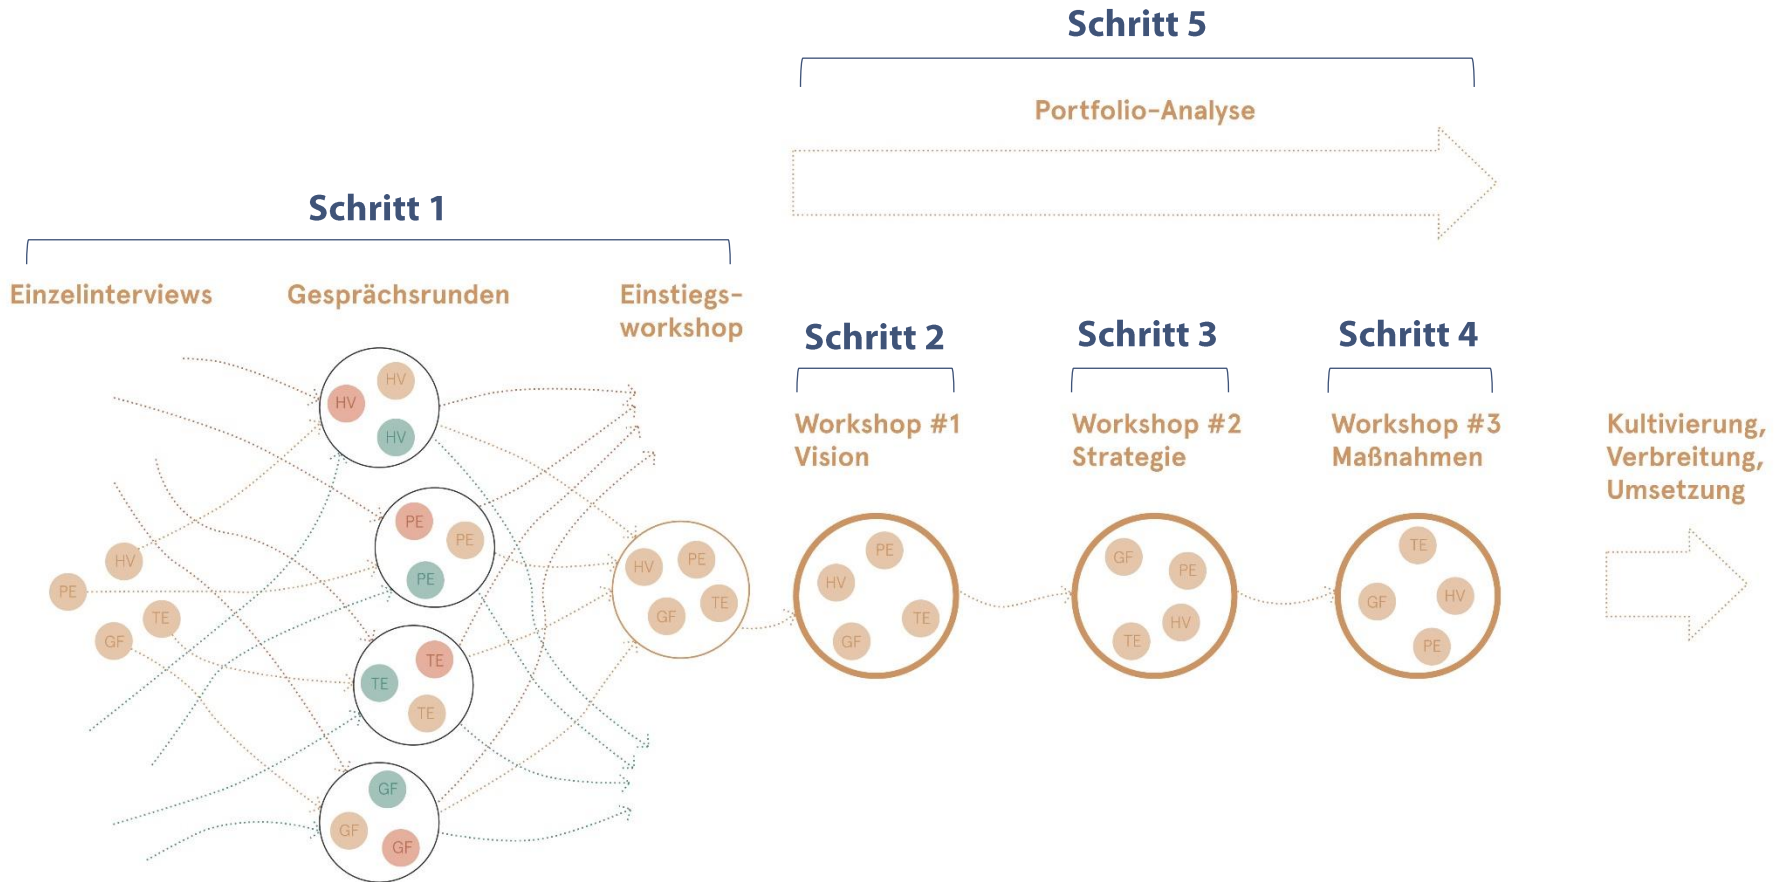 Schritt 5
Portfolio-Analyse
Schritt 1
Einzelinterviews
Gesprächsrunden
Einstiegs-
workshop
HV
HV
HV
PE
PE
PE
HV
PE
TE
GF
TE
TE
TE
GF
GF
GF
HV
PE
GF
TE
Schritt 2
Workshop #1
Vision
PE
HV
TE
GF
Schritt 3
Workshop #2
Strategie
GF
PE
HV
TE
Schritt 4
Workshop #3
Maßnahmen
TE
GF
HV
PE
Kultivierung,
Verbreitung,
Umsetzung